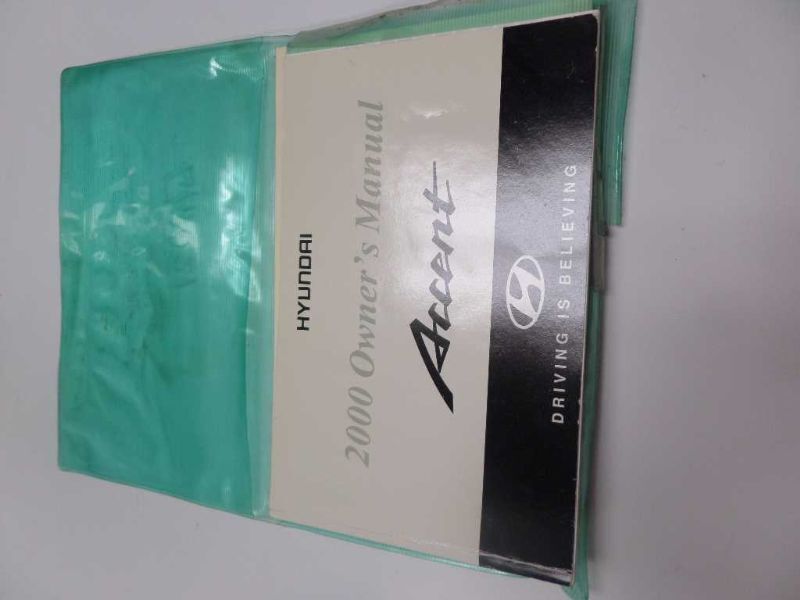 HYUNDAI
2000 Owner's Manual
Accent
DRIVING IS BELIEVING